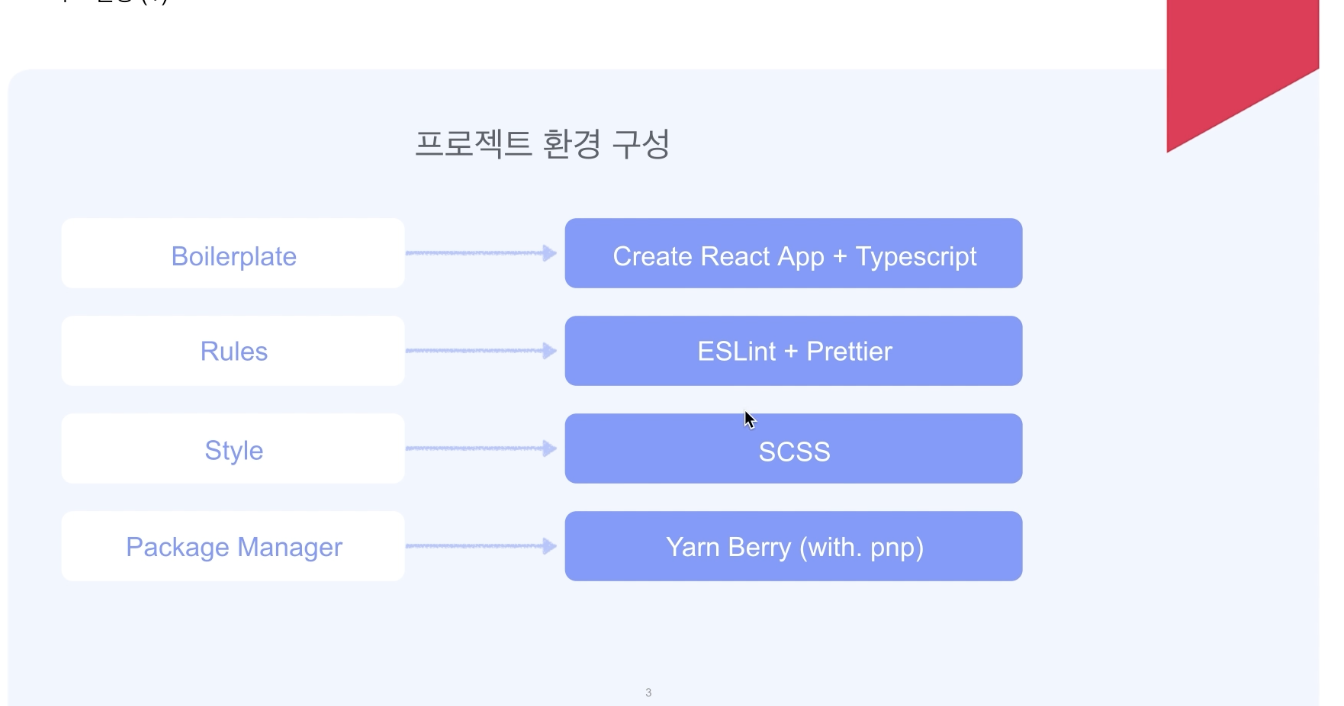 프로젝트 환경 구성
Boilerplate
Create React App + Typescript
Rules
ESLint + Prettier
Style
SCSS
Package Manager
Yarn Berry (with. pnp)
3